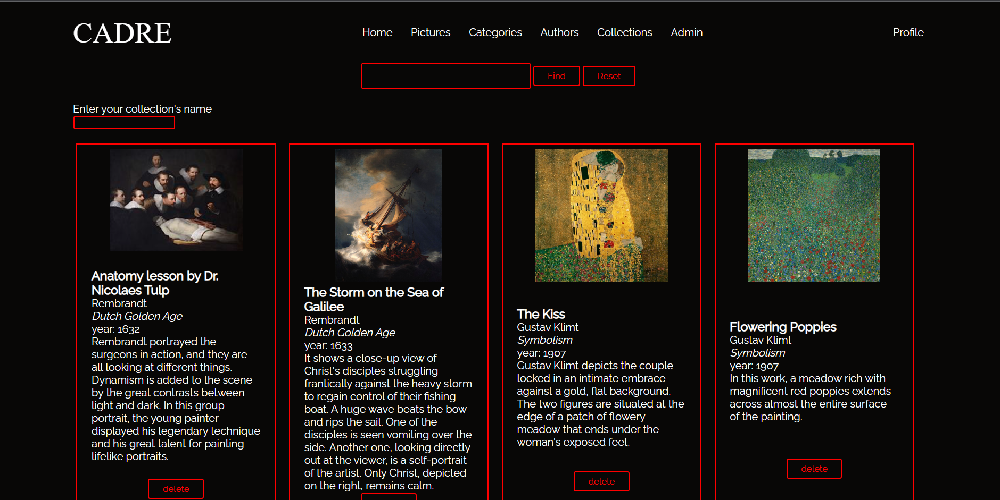 CADRE
Home Pictures Categories Authors Collections Admin
Profile
Find Reset
Enter your collection's name
Anatomy lesson by Dr.
Nicolaes Tulp
Rembrandt
Dutch Golden Age
year: 1632
Rembrandt portrayed the
surgeons in action, and they are
all looking at different things.
Dynamism is added to the scene
by the great contrasts between
light and dark. In this group
portrait, the young painter
displayed his legendary technique
and his great talent for painting
lifelike portraits.
delete
The Storm on the Sea of
Galilee
Rembrandt
Dutch Golden Age
year: 1633
It shows a close-up view of
Christ's disciples struggling
frantically against the heavy storm
to regain control of their fishing
boat. A huge wave beats the bow
and rips the sail. One of the
disciples is seen vomiting over the
side. Another one, looking directly
out at the viewer, is a self-portrait
of the artist. Only Christ, depicted
on the right, remains calm.
The Kiss
Gustav Klimt
Symbolism
year: 1907
Gustav Klimt depicts the couple
locked in an intimate embrace
against a gold, flat background.
The two figures are situated at the
edge of a patch of flowery
meadow that ends under the
woman's exposed feet.
delete
Flowering Poppies
Gustav Klimt
Symbolism
year: 1907
In this work, a meadow rich with
magnificent red poppies extends
across almost the entire surface
of the painting.
delete